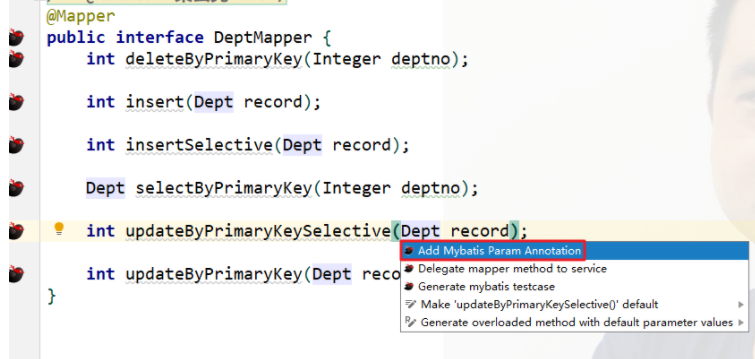 @Mapper
public interface DeptMapper {
int deleteByPrimaryKey(Integer deptno);
int insert(Dept record);
int insertSelective(Dept record);
Dept selectByPrimaryKey(Integer deptno);
int updateByPrimaryKeySelective(Dept record);
Add Mybatis Param Annotation
Delegate mapper method to service
int updateByPrimaryKey(Dept reco
Generate mybatis testcase
}
Make 'updateByPrimaryKeySelective()' default
Generate overloaded method with default parameter values